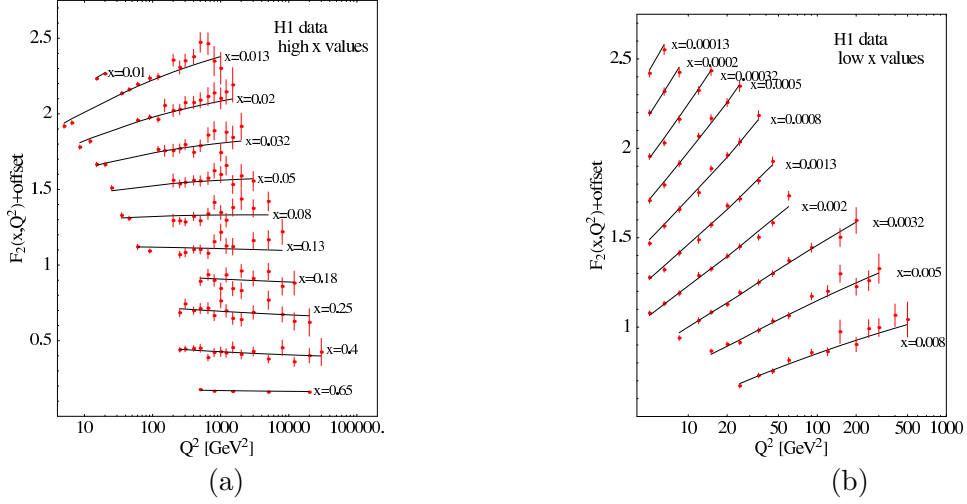 H1 data
high x values
F₂(x,Q²)+offset
2.5
2
1.5
1
0.5
x=0.01
x=0.013
x=0.02
x=0.032
x=0.05
x=0.08
x=0.13
x=0.18
x=0.25
x=0.4
x=0.65
10
100
1000
10000
100000.
Q² [GeV²]
(a)
H1 data
low x values
F₂(x,Q²)+offset
2.5
2
1.5
1
x=0.00013
x=0.0002
x=0.00032
x=0.0005
x=0.0008
x=0.0013
x=0.002
x=0.0032
x=0.005
x=0.008
5
10
20
50
100
200
500
1000
Q² [GeV²]
(b)